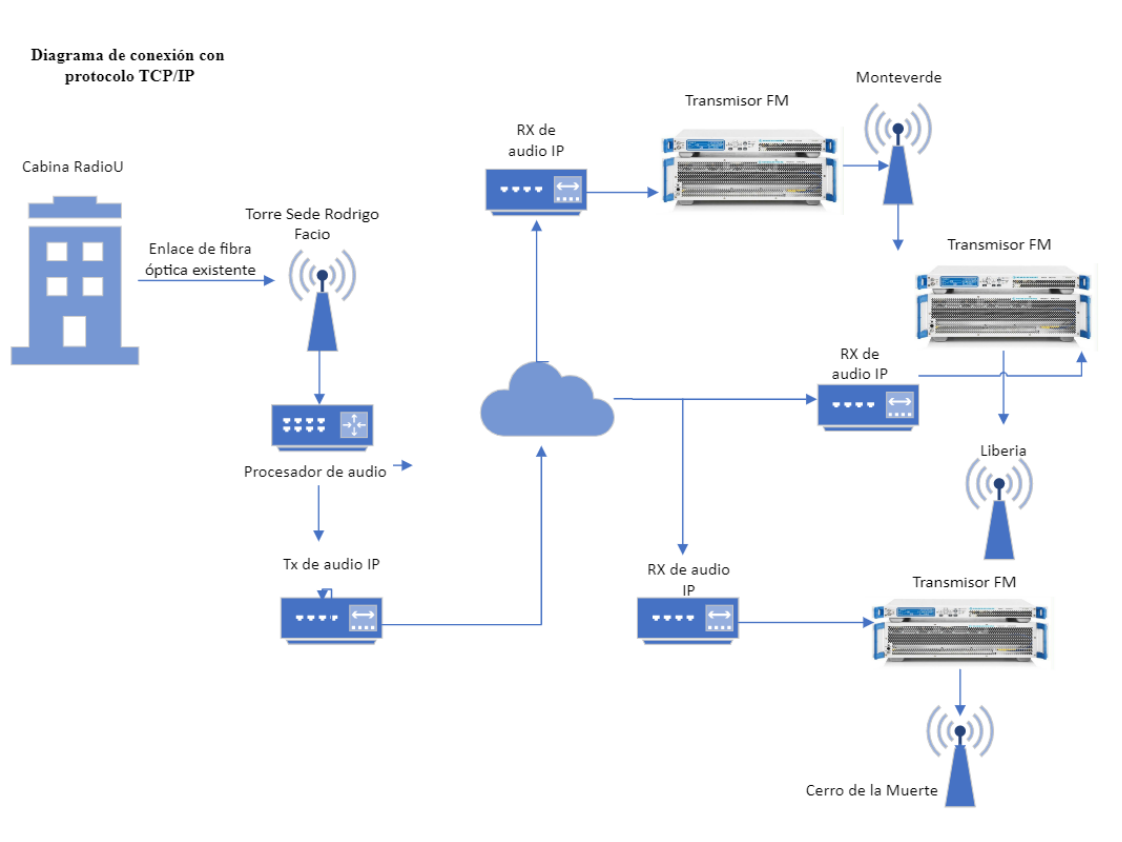 Diagrama de conexión con
protocolo TCP/IP
Cabina RadioU
Enlace de fibra
óptica existente
Torre Sede Rodrigo
Facio
Procesador de audio
Tx de audio IP
RX de
audio IP
Transmisor FM
Monteverde
Transmisor FM
RX de
audio IP
Liberia
RX de audio
IP
Transmisor FM
Cerro de la Muerte